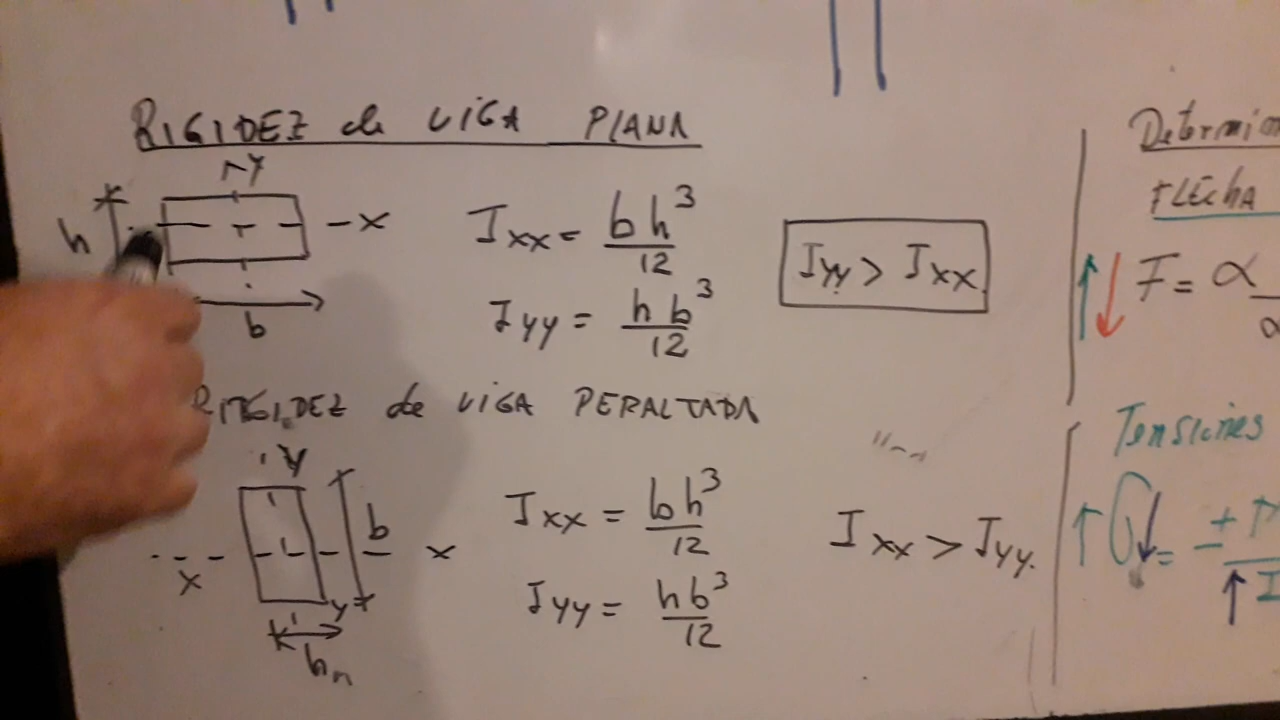 RIGIDEZ de VIGA PLANA
Y
h
- x
b
Ixx = bh³/12
Iyy = hb³/12
Iyy > Ixx
RIGIDEZ de VIGA PERALTADA
Y
b
x
x
y
h
Ixx = bh³/12
Iyy = hb³/12
Ixx > Iyy.
Determin
FLECHA
F = α
Tensiones
= ±
I